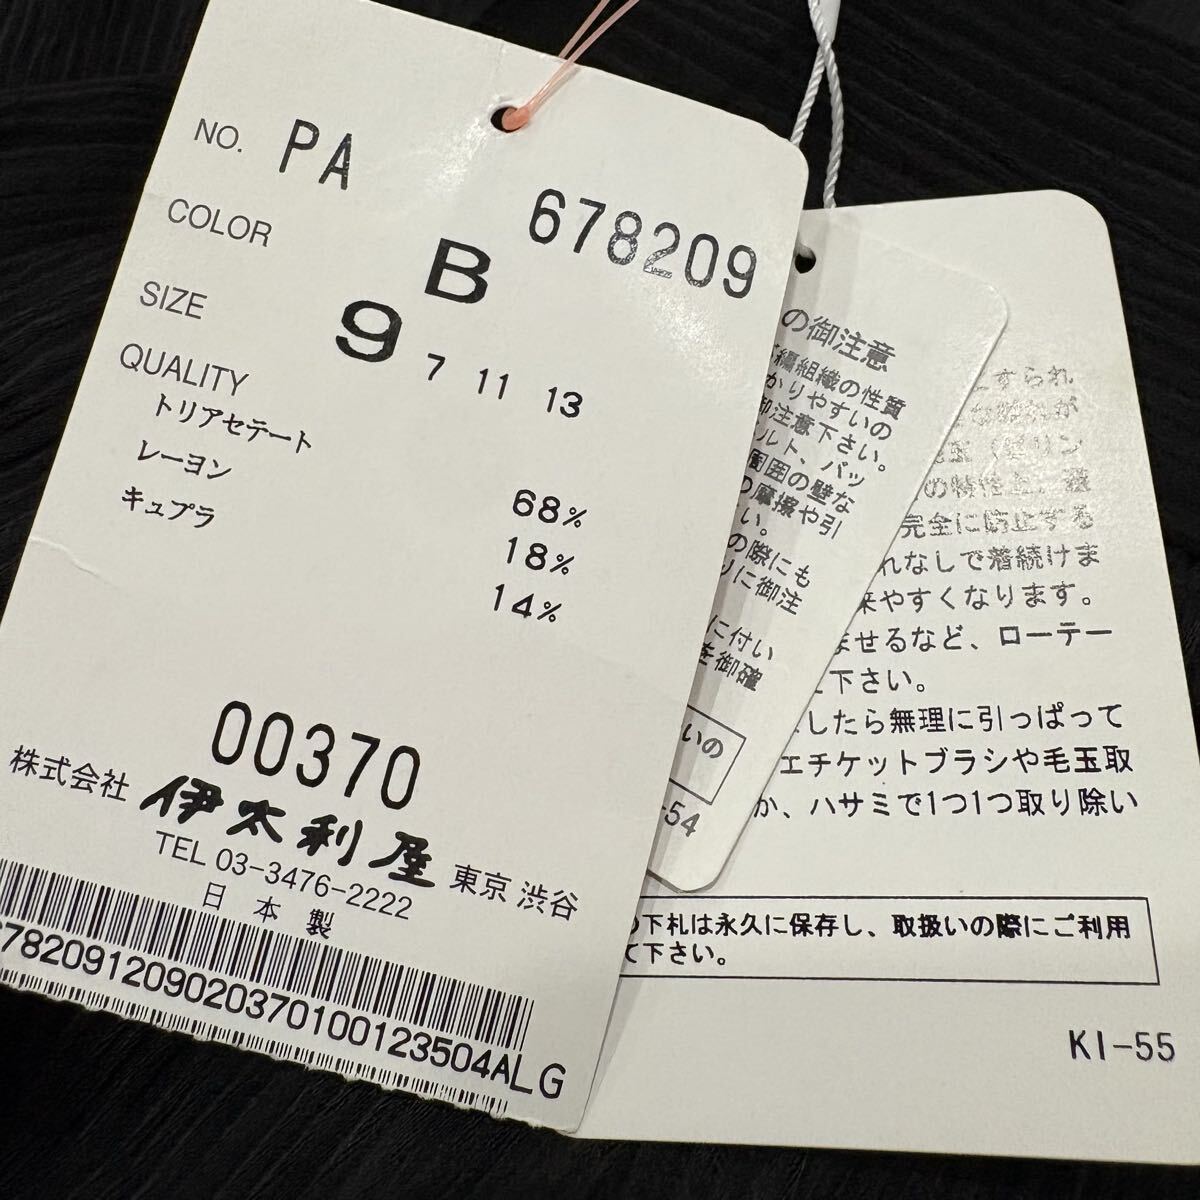 NO. PA 678209
COLOR B
SIZE 9 7 11 13
QUALITY
トリアセテート 68%
レーヨン 18%
キュプラ 14%
00370
株式会社 伊太利屋 東京 渋谷
TEL 03-3476-2222
日本製
678209120902037010012350４ALG
の御注意
編組織の性質
かりやすいの
御注意下さい。
ルト、バッ
周囲の壁な
の摩擦や引
い。
の際にも
ソに御注
に付い
を御確
いの
-54
こすられ
が
リン
の特性上、
完全に防止する
れなしで着続けま
来やすくなります。
ませるなど、ローテー
下さい。
したら無理に引っぱって
エチケットブラシや毛玉取
か、ハサミで1つ1つ取り除い
の下札は永久に保存し、取扱いの際にご利用
て下さい。
KI-55